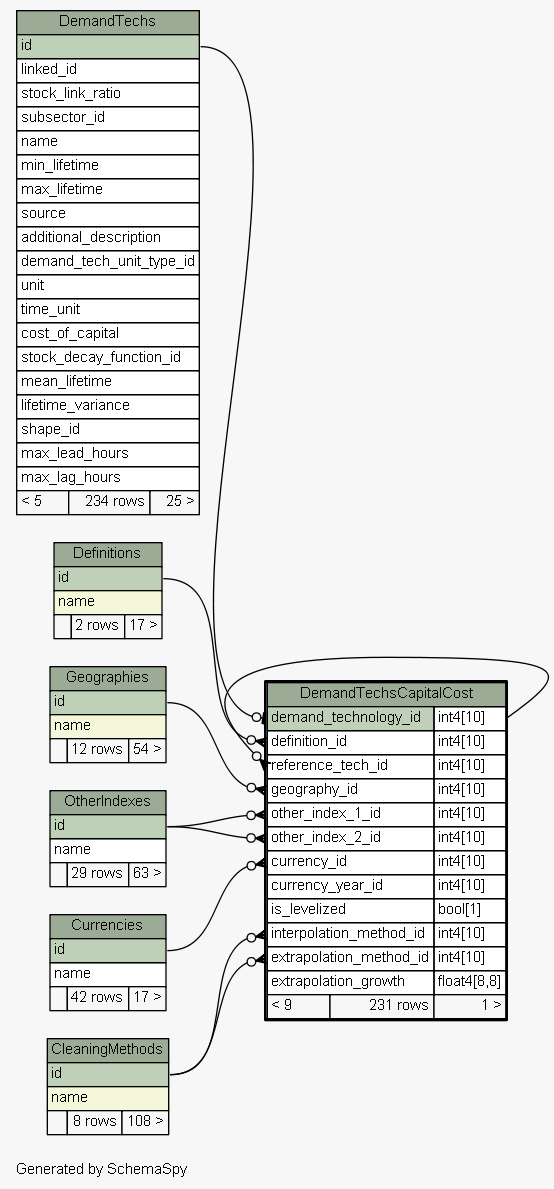 DemandTechs
id
linked_id
stock_link_ratio
subsector_id
name
min_lifetime
max_lifetime
source
additional_description
demand_tech_unit_type_id
unit
time_unit
cost_of_capital
stock_decay_function_id
mean_lifetime
lifetime_variance
shape_id
max_lead_hours
max_lag_hours
< 5 234 rows 25 >
Definitions
id
name
2 rows 17 >
Geographies
id
name
12 rows 54 >
OtherIndexes
id
name
29 rows 63 >
Currencies
id
name
42 rows 17 >
CleaningMethods
id
name
8 rows 108 >
DemandTechsCapitalCost
demand_technology_id int4[10]
definition_id int4[10]
reference_tech_id int4[10]
geography_id int4[10]
other_index_1_id int4[10]
other_index_2_id int4[10]
currency_id int4[10]
currency_year_id int4[10]
is_levelized bool[1]
interpolation_method_id int4[10]
extrapolation_method_id int4[10]
extrapolation_growth float4[8,8]
< 9 231 rows 1 >
Generated by SchemaSpy